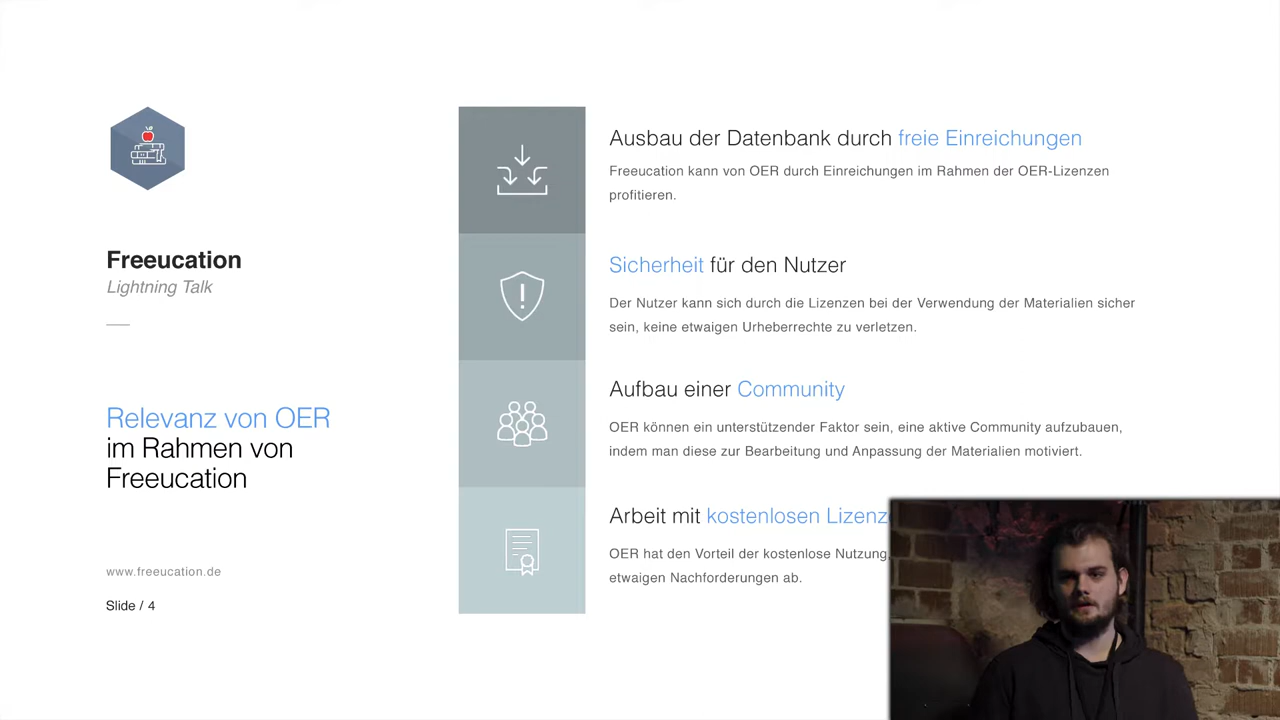 Freeucation
Lightning Talk
Relevanz von OER
im Rahmen von
Freeucation
www.freeucation.de
Slide / 4
Ausbau der Datenbank durch freie Einreichungen
Freeucation kann von OER durch Einreichungen im Rahmen der OER-Lizenzen
profitieren.
Sicherheit für den Nutzer
Der Nutzer kann sich durch die Lizenzen bei der Verwendung der Materialien sicher
sein, keine etwaigen Urheberrechte zu verletzen.
Aufbau einer Community
OER können ein unterstützender Faktor sein, eine aktive Community aufzubauen,
indem man diese zur Bearbeitung und Anpassung der Materialien motiviert.
Arbeit mit kostenlosen Lizenz
OER hat den Vorteil der kostenlose Nutzung,
etwaigen Nachforderungen ab.